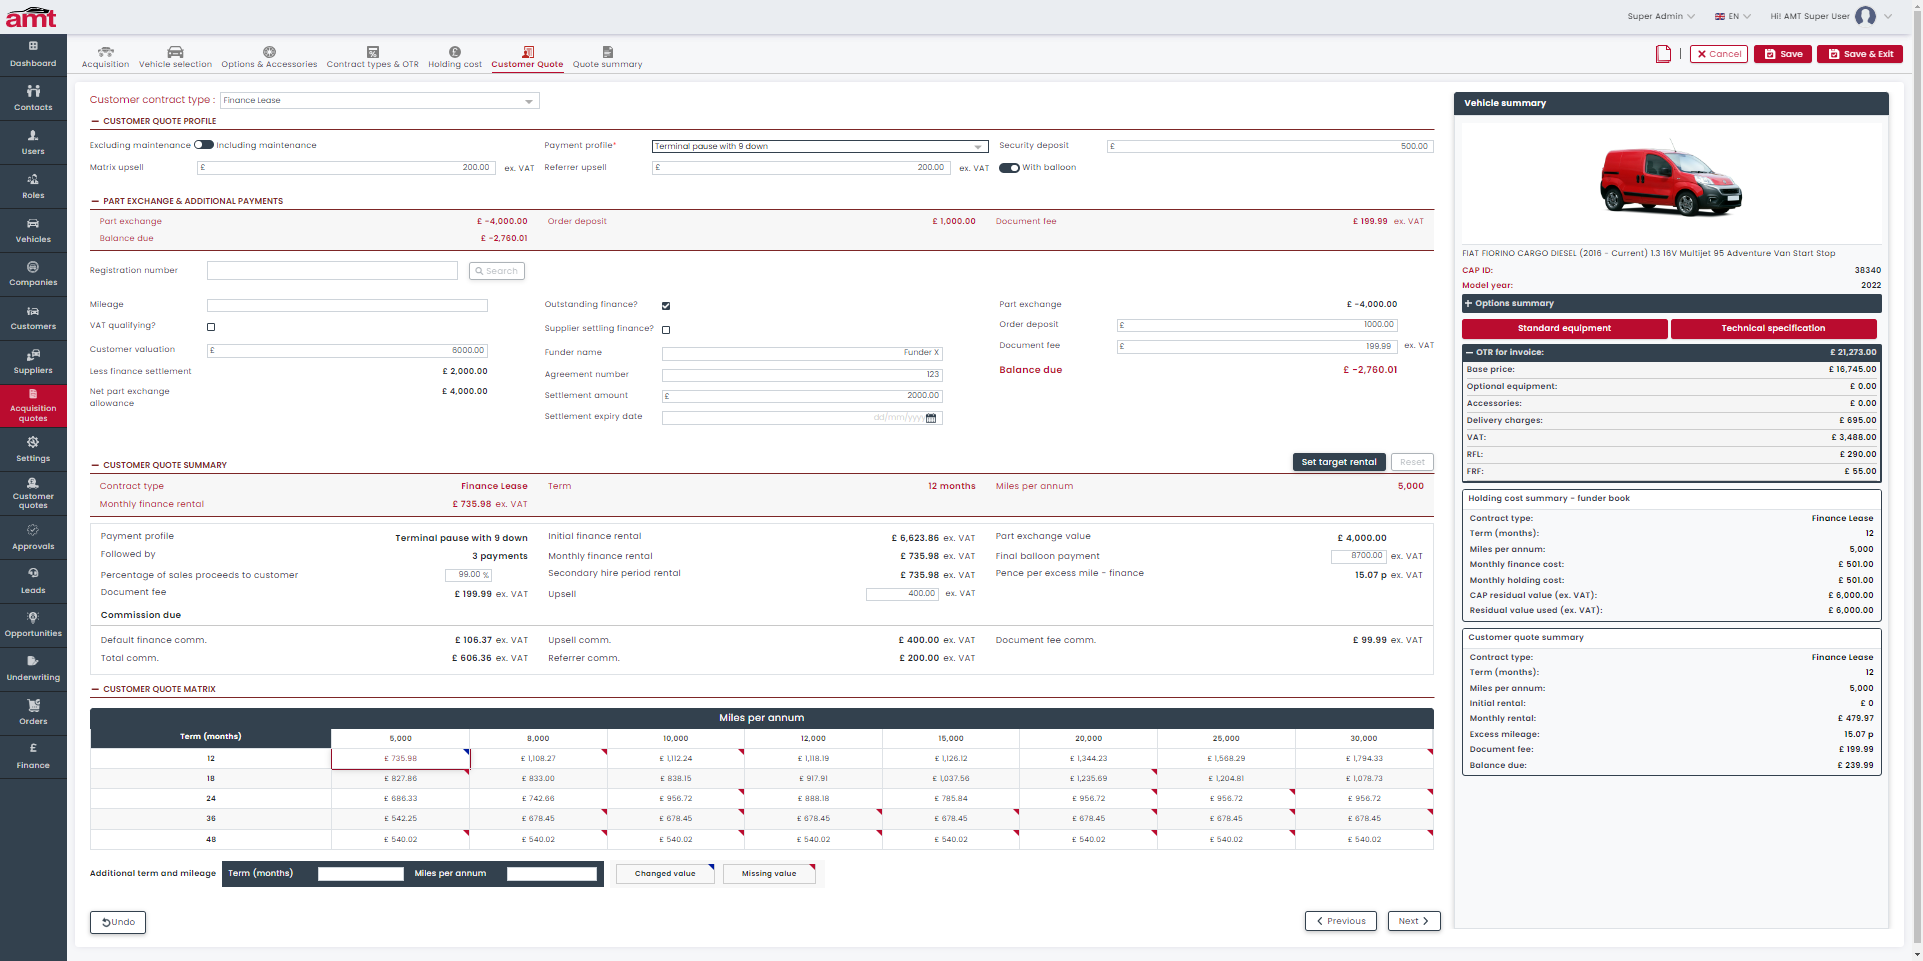 amt
Super Admin
EN
Hi! AMT Super User
Dashboard
Contacts
Users
Roles
Vehicles
Companies
Customers
Suppliers
Acquisition quotes
Settings
Customer quotes
Approvals
Leads
Opportunities
Underwriting
Orders
Finance
Acquisition
Vehicle selection
Options & Accessories
Contract types & OTR
Holding cost
Customer Quote
Quote summary
Cancel
Save
Save & Exit
Customer contract type : Finance Lease
CUSTOMER QUOTE PROFILE
Excluding maintenance Including maintenance Payment profile* Terminal pause with 9 down Security deposit £ 500.00
Matrix upsell £ 200.00 ex. VAT Referrer upsell £ 200.00 ex. VAT With balloon
PART EXCHANGE & ADDITIONAL PAYMENTS
Part exchange £ -4,000.00 Order deposit £ 1,000.00 Document fee £ 199.99 ex. VAT
Balance due £ -2,760.01
Registration number Search
Mileage Outstanding finance? Part exchange £ -4,000.00
VAT qualifying? Supplier settling finance? Order deposit £ 1000.00
Customer valuation £ 6000.00 Funder name Funder X Document fee £ 199.99 ex. VAT
Less finance settlement £ 2,000.00 Agreement number 123 Balance due £ -2,760.01
Net part exchange allowance £ 4,000.00 Settlement amount £ 2000.00
Settlement expiry date dd/mm/yyyy
CUSTOMER QUOTE SUMMARY Set target rental Reset
Contract type Finance Lease Term 12 months Miles per annum 5,000
Monthly finance rental £ 735.98 ex. VAT
Payment profile Terminal pause with 9 down Initial finance rental £ 6,623.86 ex. VAT Part exchange value £ 4,000.00
Followed by 3 payments Monthly finance rental £ 735.98 ex. VAT Final balloon payment 8700.00 ex. VAT
Percentage of sales proceeds to customer 99.00 % Secondary hire period rental £ 735.98 ex. VAT Pence per excess mile - finance 15.07 p ex. VAT
Document fee £ 199.99 ex. VAT Upsell 400.00 ex. VAT
Commission due
Default finance comm. £ 106.37 ex. VAT Upsell comm. £ 400.00 ex. VAT Document fee comm. £ 99.99 ex. VAT
Total comm. £ 606.36 ex. VAT Referrer comm. £ 200.00 ex. VAT
CUSTOMER QUOTE MATRIX
Miles per annum
Term (months) 5,000 8,000 10,000 12,000 15,000 20,000 25,000 30,000
12 £ 735.98 £ 1,108.27 £ 1,112.24 £ 1,118.19 £ 1,126.12 £ 1,344.23 £ 1,568.29 £ 1,794.33
18 £ 827.86 £ 833.00 £ 838.15 £ 917.91 £ 1,037.56 £ 1,235.69 £ 1,204.81 £ 1,078.73
24 £ 686.33 £ 742.66 £ 956.72 £ 888.18 £ 785.84 £ 956.72 £ 956.72 £ 956.72
36 £ 542.25 £ 678.45 £ 678.45 £ 678.45 £ 678.45 £ 678.45 £ 678.45 £ 678.45
48 £ 540.02 £ 540.02 £ 540.02 £ 540.02 £ 540.02 £ 540.02 £ 540.02 £ 540.02
Additional term and mileage Term (months) Miles per annum Changed value Missing value
Undo Previous Next
Vehicle summary
FIAT FIORINO CARGO DIESEL (2016 - Current) 1.3 16V Multijet 95 Adventure Van Start Stop
CAP ID: 38340
Model year: 2022
Options summary
Standard equipment Technical specification
OTR for invoice: £ 21,273.00
Base price: £ 16,745.00
Optional equipment: £ 0.00
Accessories: £ 0.00
Delivery charges: £ 695.00
VAT: £ 3,488.00
RFL: £ 290.00
FRF: £ 55.00
Holding cost summary - funder book
Contract type: Finance Lease
Term (months): 12
Miles per annum: 5,000
Monthly finance cost: £ 501.00
Monthly holding cost: £ 501.00
CAP residual value (ex. VAT): £ 6,000.00
Residual value used (ex. VAT): £ 6,000.00
Customer quote summary
Contract type: Finance Lease
Term (months): 12
Miles per annum: 5,000
Initial rental: £ 0
Monthly rental: £ 479.97
Excess mileage: 15.07 p
Document fee: £ 199.99
Balance due: £ 239.99